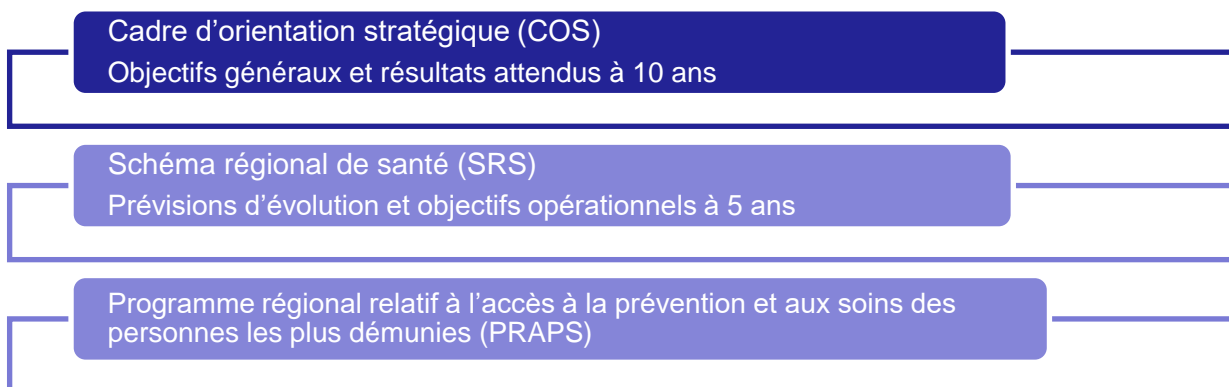 Cadre d’orientation stratégique (COS)
Objectifs généraux et résultats attendus à 10 ans
Schéma régional de santé (SRS)
Prévisions d’évolution et objectifs opérationnels à 5 ans
Programme régional relatif à l’accès à la prévention et aux soins des
personnes les plus démunies (PRAPS)